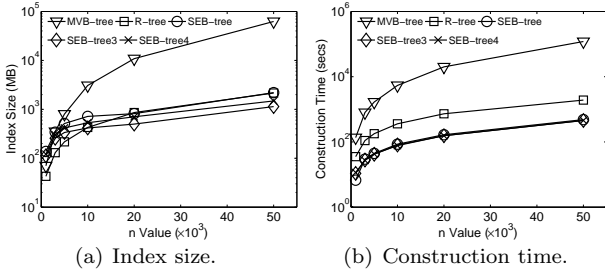 10^5
10^4
10^3
10^2
10^1
Index Size (MB)
MVB-tree R-tree SEB-tree
SEB-tree3 SEB-tree4
0 10 20 30 40 50
n Value (×10^3)
(a) Index size.
10^6
10^4
10^2
10^0
Construction Time (secs)
MVB-tree R-tree SEB-tree
SEB-tree3 SEB-tree4
0 10 20 30 40 50
n Value (×10^3)
(b) Construction time.